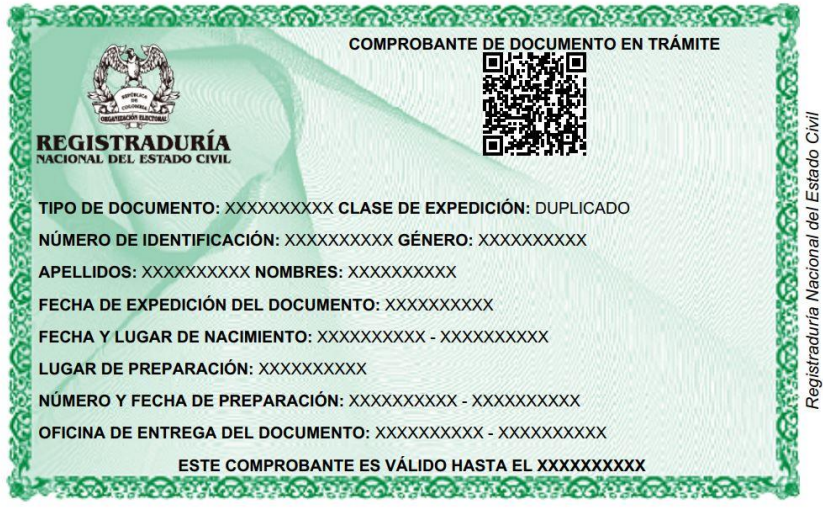 COMPROBANTE DE DOCUMENTO EN TRÁMITE
REPÚBLICA
DE
COLOMBIA
ORGANIZACIÓN ELECTORAL
REGISTRADURÍA
NACIONAL DEL ESTADO CIVIL
TIPO DE DOCUMENTO: XXXXXXXXXX CLASE DE EXPEDICIÓN: DUPLICADO
NÚMERO DE IDENTIFICACIÓN: XXXXXXXXXX GÉNERO: XXXXXXXXXX
APELLIDOS: XXXXXXXXXX NOMBRES: XXXXXXXXXX
FECHA DE EXPEDICIÓN DEL DOCUMENTO: XXXXXXXXXX
FECHA Y LUGAR DE NACIMIENTO: XXXXXXXXXX - XXXXXXXXXX
LUGAR DE PREPARACIÓN: XXXXXXXXXX
NÚMERO Y FECHA DE PREPARACIÓN: XXXXXXXXXX - XXXXXXXXXX
OFICINA DE ENTREGA DEL DOCUMENTO: XXXXXXXXXX - XXXXXXXXXX
ESTE COMPROBANTE ES VÁLIDO HASTA EL XXXXXXXXXX
Registraduría Nacional del Estado Civil